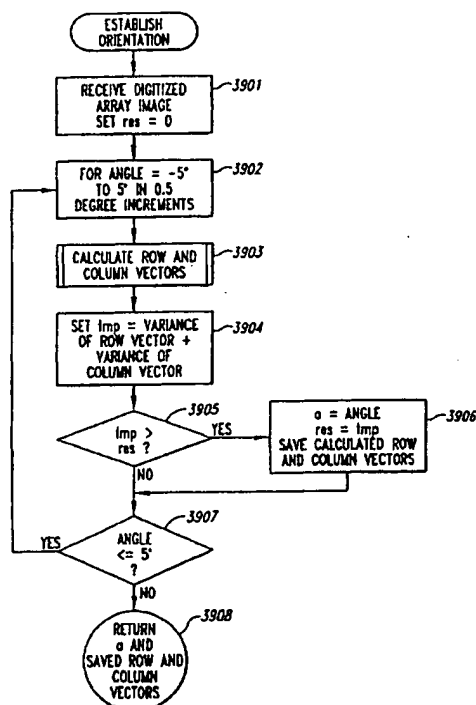 ESTABLISH
ORIENTATION
3901
RECEIVE DIGITIZED
ARRAY IMAGE
SET res = 0
3902
FOR ANGLE = -5°
TO 5° IN 0.5
DEGREE INCREMENTS
3903
CALCULATE ROW AND
COLUMN VECTORS
3904
SET tmp = VARIANCE
OF ROW VECTOR +
VARIANCE OF
COLUMN VECTOR
3905
tmp >
res ?
YES
NO
3906
a = ANGLE
res = tmp
SAVE CALCULATED ROW
AND COLUMN VECTORS
3907
YES
ANGLE
<= 5°
?
NO
3908
RETURN
a AND
SAVED ROW AND
COLUMN
VECTORS